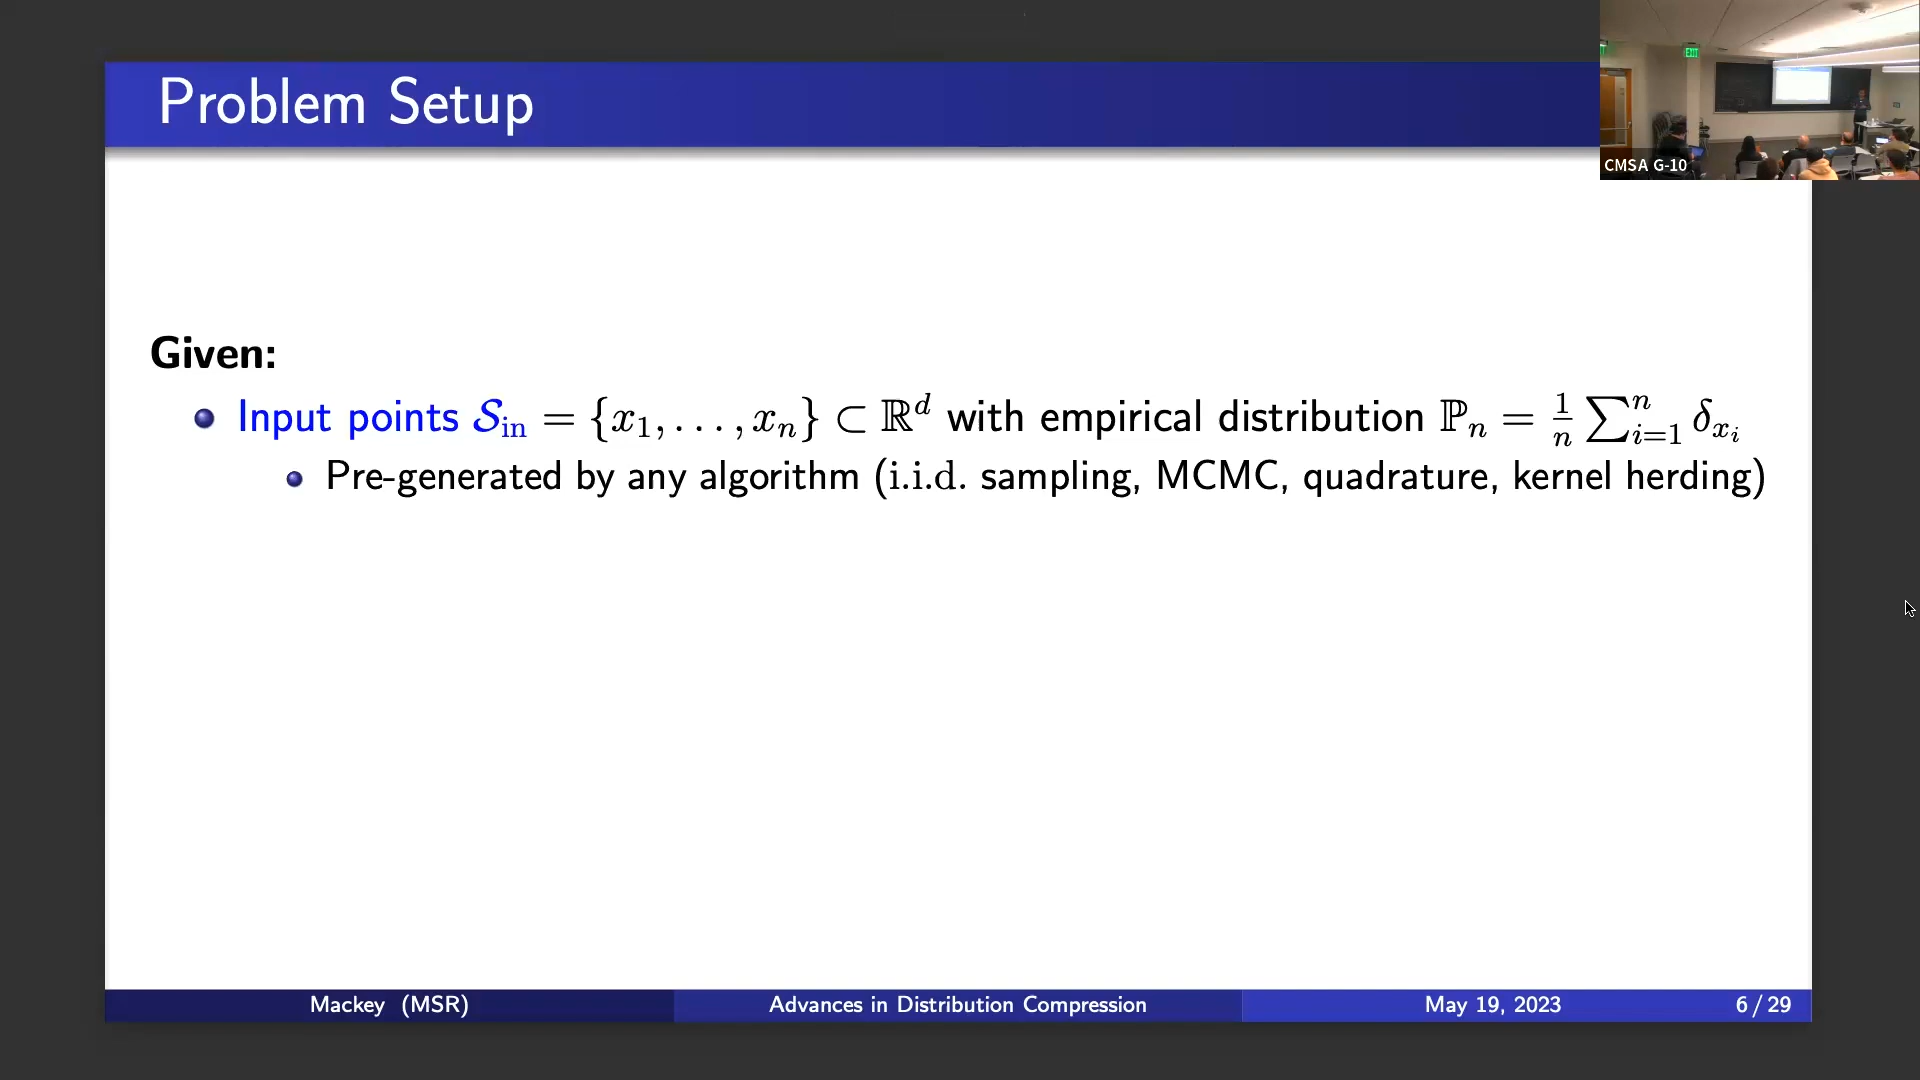 Problem Setup
EXIT
CMSA G-10
Given:
Input points 𝒮_in = {x_1, . . . , x_n} ⊂ ℝ^d with empirical distribution ℙ_n = 1/n ∑_{i=1}^n δ_{x_i}
Pre-generated by any algorithm (i.i.d. sampling, MCMC, quadrature, kernel herding)
Mackey (MSR)
Advances in Distribution Compression
May 19, 2023
6 / 29